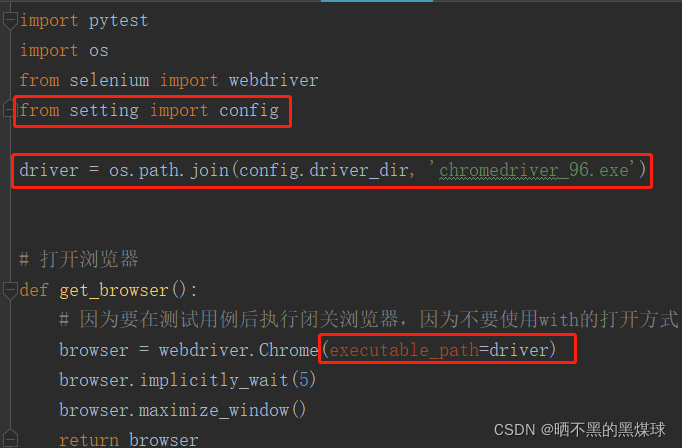 import pytest
import os
from selenium import webdriver
from setting import config
driver = os.path.join(config.driver_dir, 'chromedriver_96.exe')
# 打开浏览器
def get_browser():
# 因为要在测试用例后执行闭关浏览器，因为不要使用with的打开方式
browser = webdriver.Chrome(executable_path=driver)
browser.implicitly_wait(5)
browser.maximize_window()
return browser
CSDN @晒不黑的黑煤球